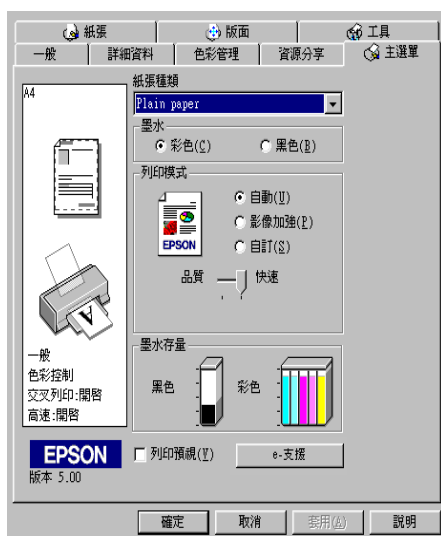 紙張
版面
工具
一般
詳細資料
色彩管理
資源分享
主選單
A4
紙張種類
Plain paper
墨水
彩色(C)
黑色(B)
列印模式
自動(U)
影像加強(P)
自訂(S)
EPSON
品質
快速
一般
色彩控制
交叉列印:開啓
高速:開啓
墨水存量
黑色
彩色
EPSON
版本 5.00
列印預視(V)
e-支援
確定
取消
套用(A)
說明